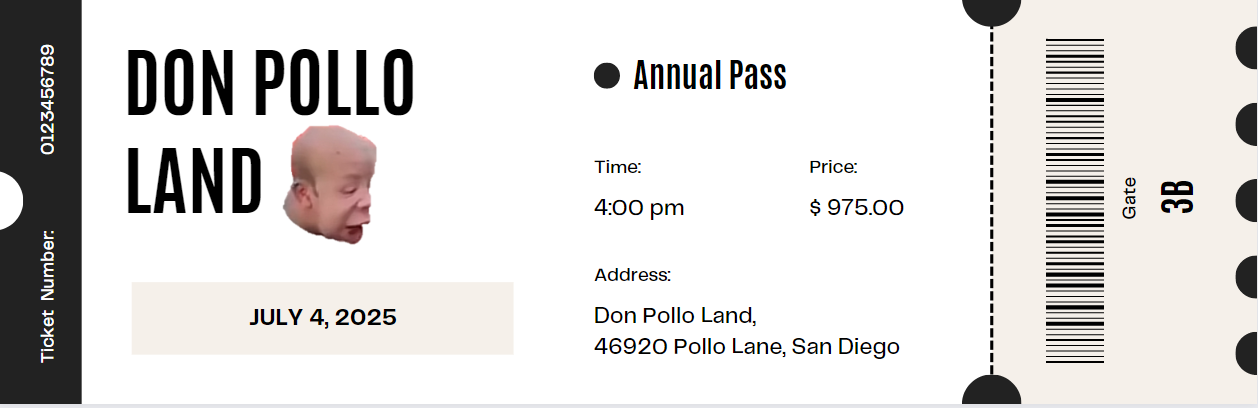 Ticket Number: 0123456789
DON POLLO
LAND
JULY 4, 2025
Annual Pass
Time:
4:00 pm
Price:
$ 975.00
Address:
Don Pollo Land,
46920 Pollo Lane, San Diego
Gate
3B